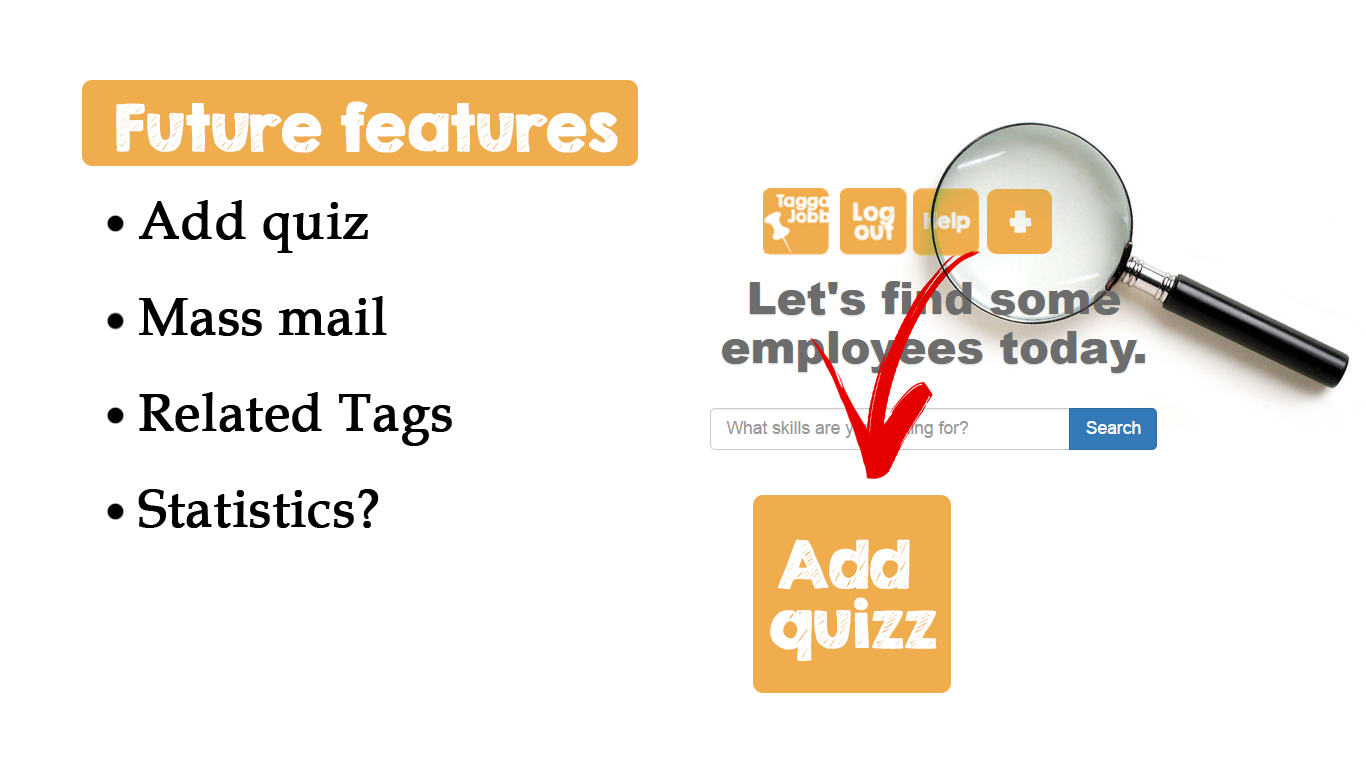 Future features
• Add quiz
• Mass mail
• Related Tags
• Statistics?
Tagga
Jobb
Log
out
Help
Let's find some
employees today.
What skills are y ing for?
Search
Add
quizz